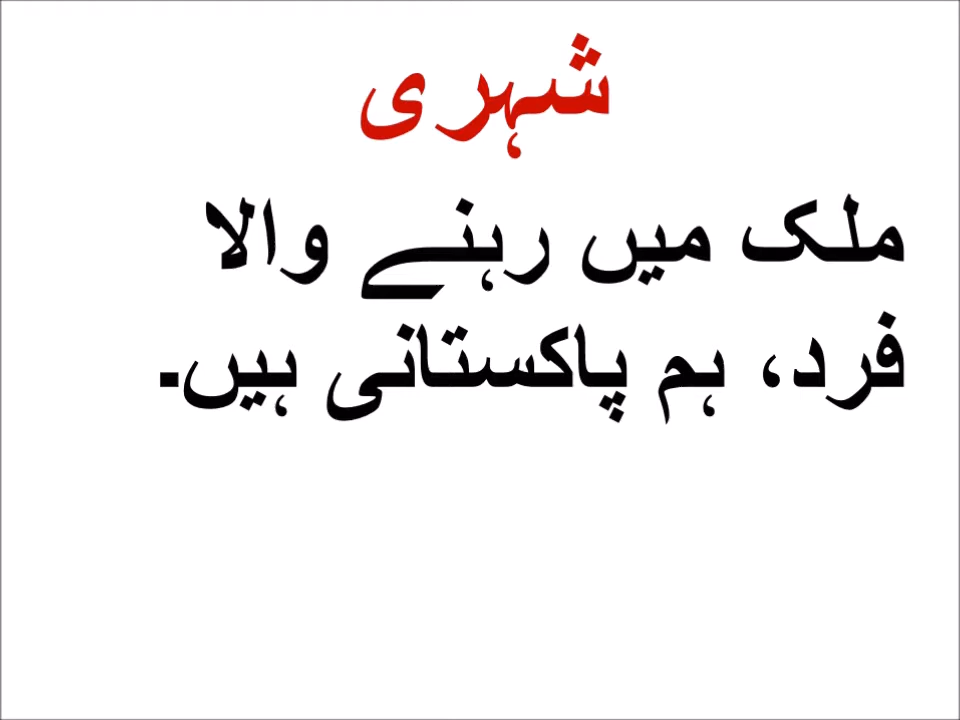 شہری
ملک میں رہنے والا
فرد، ہم پاکستانی ہیں.